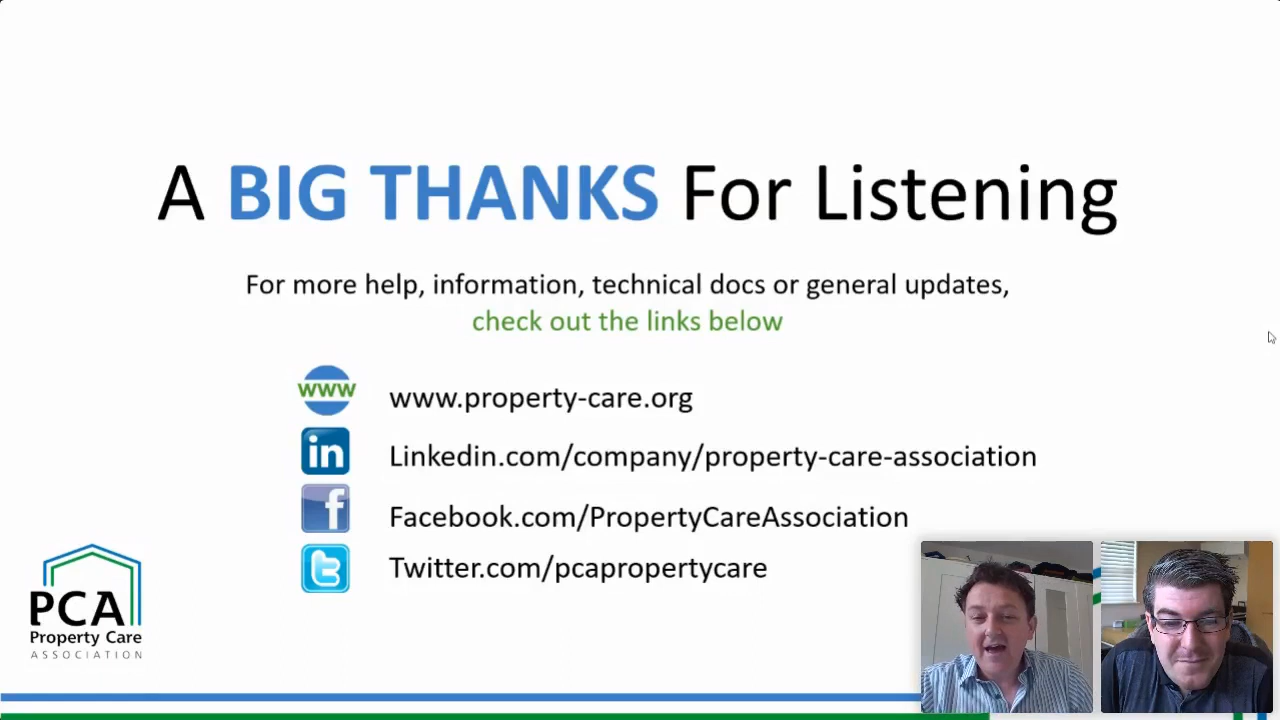 A BIG THANKS For Listening
For more help, information, technical docs or general updates,
check out the links below
www
www.property-care.org
in
Linkedin.com/company/property-care-association
f
Facebook.com/PropertyCareAssociation
t
Twitter.com/pcapropertycare
PCA
Property Care
ASSOCIATION